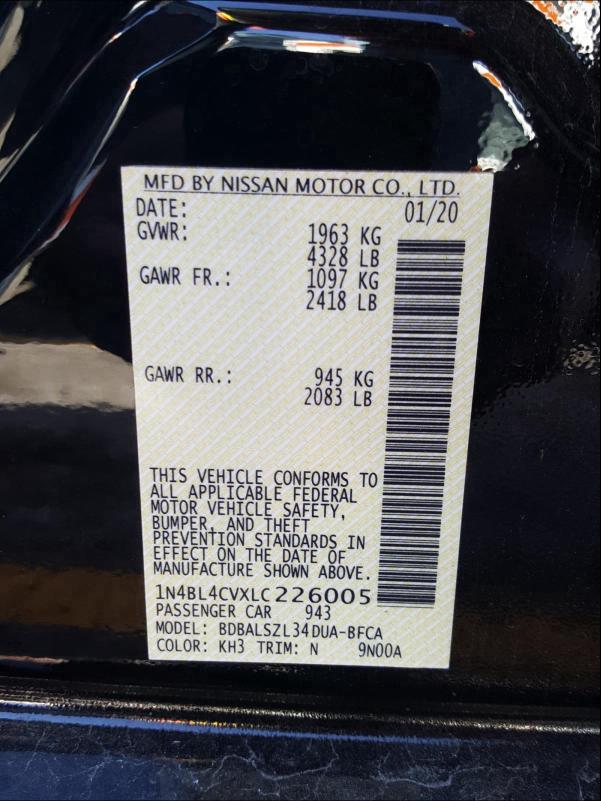 MFD BY NISSAN MOTOR CO., LTD.
DATE: 01/20
GVWR: 1963 KG
4328 LB
GAWR FR.: 1097 KG
2418 LB
GAWR RR.: 945 KG
2083 LB
THIS VEHICLE CONFORMS TO
ALL APPLICABLE FEDERAL
MOTOR VEHICLE SAFETY,
BUMPER, AND THEFT
PREVENTION STANDARDS IN
EFFECT ON THE DATE OF
MANUFACTURE SHOWN ABOVE.
1N4BL4CVXLC226005
PASSENGER CAR 943
MODEL: BDBALSZL34DUA-BFCA
COLOR: KH3 TRIM: N 9N00A